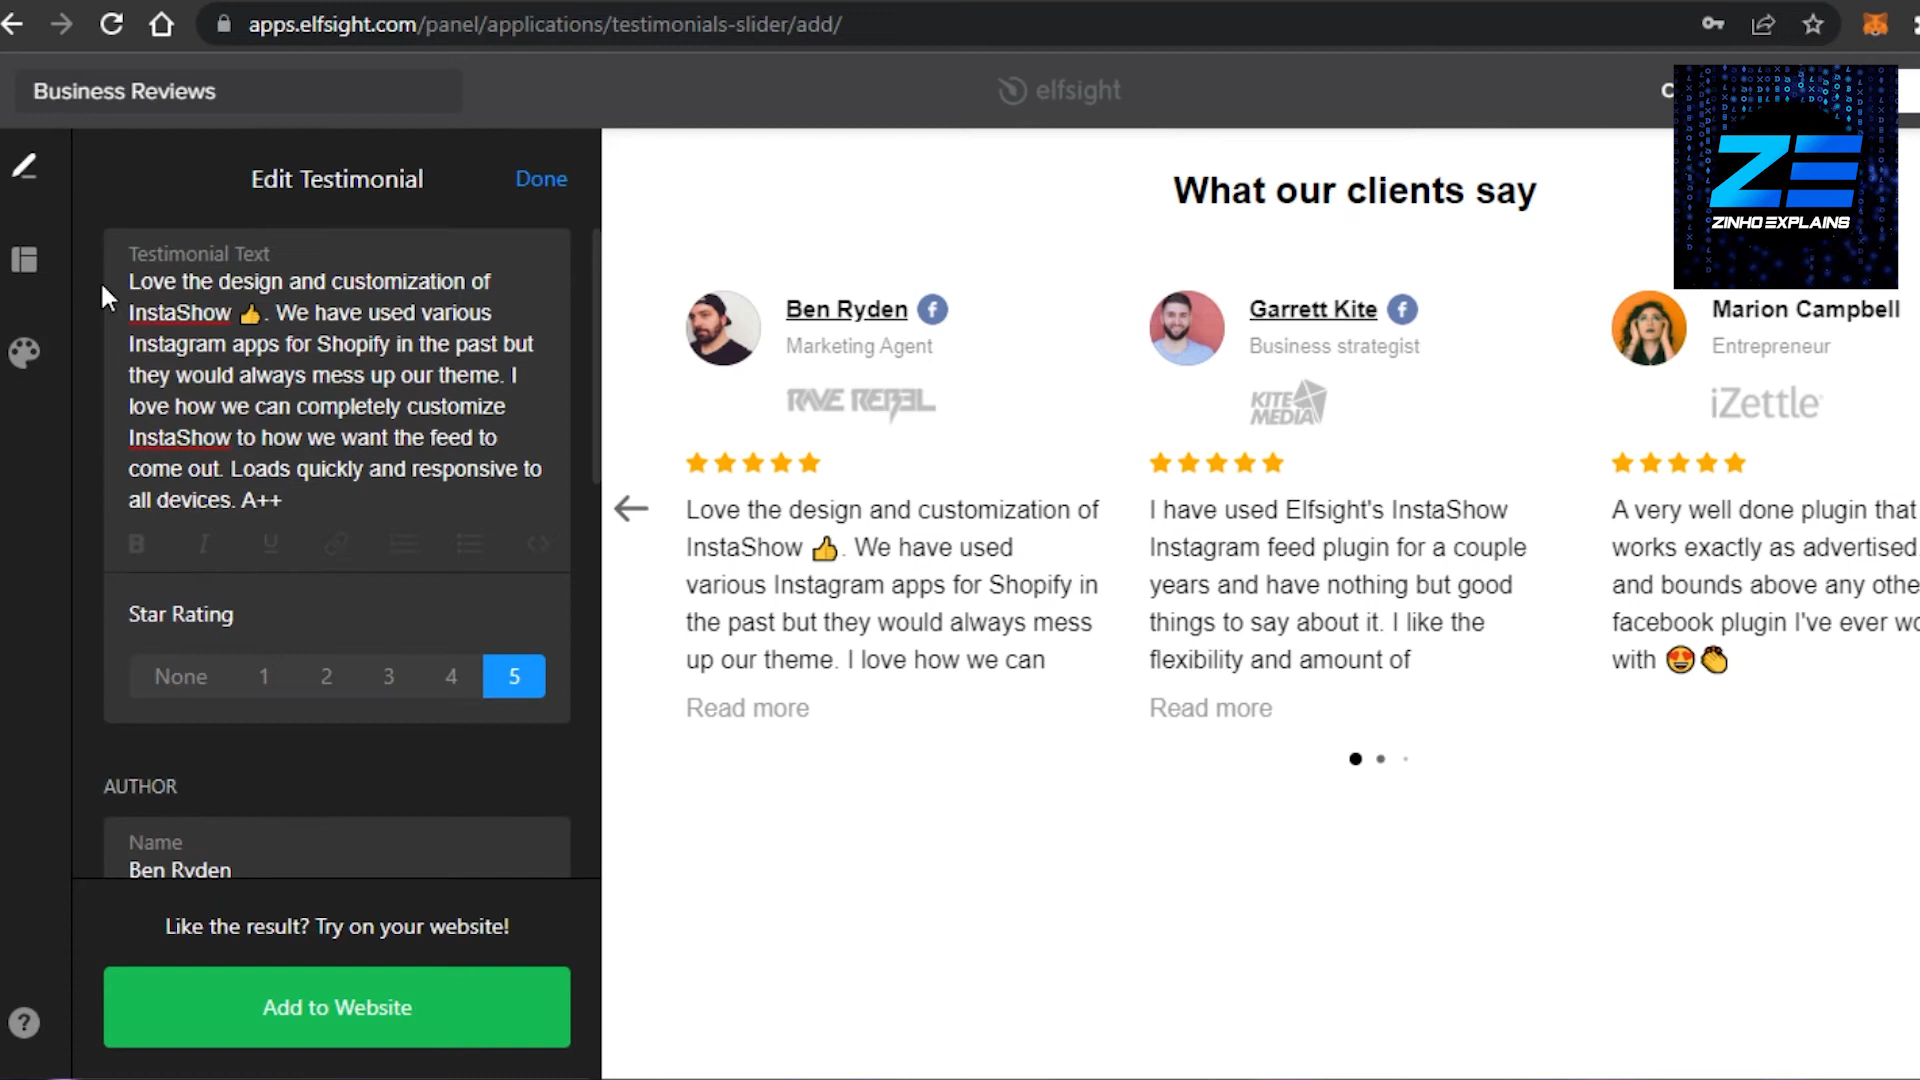 apps.elfsight.com/panel/applications/testimonials-slider/add/
Business Reviews
elfsight
ZE
ZINHO EXPLAINS
Edit Testimonial
Done
Testimonial Text
Love the design and customization of
InstaShow 👍. We have used various
Instagram apps for Shopify in the past but
they would always mess up our theme. I
love how we can completely customize
InstaShow to how we want the feed to
come out. Loads quickly and responsive to
all devices. A++
B I U
Star Rating
None 1 2 3 4 5
AUTHOR
Name
Ben Ryden
Like the result? Try on your website!
Add to Website
?
What our clients say
Ben Ryden f
Marketing Agent
RAVE REBEL
Love the design and customization of
InstaShow 👍. We have used
various Instagram apps for Shopify in
the past but they would always mess
up our theme. I love how we can
Read more
Garrett Kite f
Business strategist
KITE
MEDIA
I have used Elfsight's InstaShow
Instagram feed plugin for a couple
years and have nothing but good
things to say about it. I like the
flexibility and amount of
Read more
Marion Campbell
Entrepreneur
iZettle
A very well done plugin that
works exactly as advertised.
and bounds above any othe
facebook plugin I've ever wo
with 😍👏